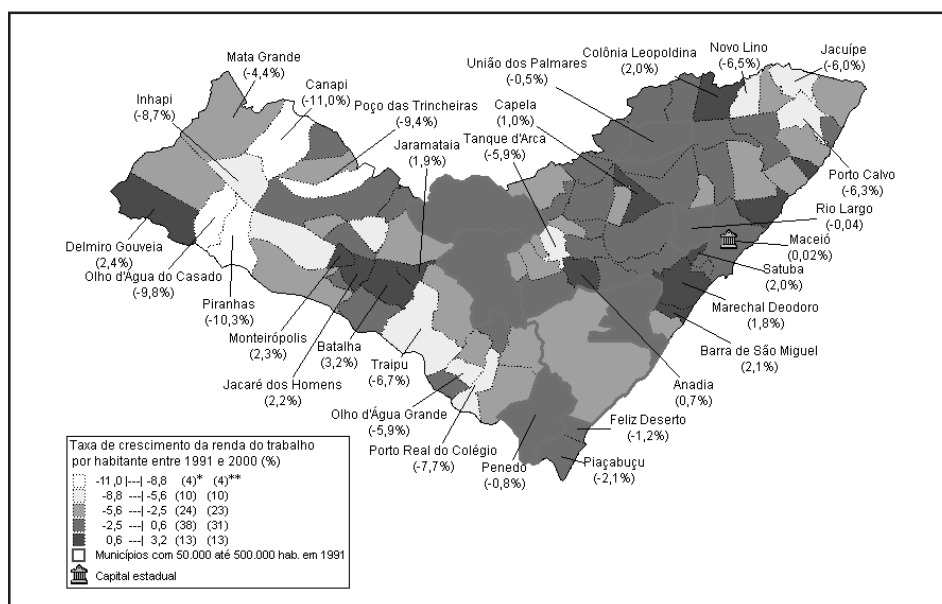 Mata Grande
(-4,4%)
Canapi
(-11,0%)
Inhapi
(-8,7%)
Poço das Trincheiras
(-9,4%)
Jaramataia
(1,9%)
União dos Palmares
(-0,5%)
Colônia Leopoldina
(2,0%)
Novo Lino
(-6,5%)
Jacuípe
(-6,0%)
Capela
(1,0%)
Tanque d'Arca
(-5,9%)
Porto Calvo
(-6,3%)
Rio Largo
(-0,04)
Maceió
(0,02%)
Satuba
(2,0%)
Marechal Deodoro
(1,8%)
Barra de São Miguel
(2,1%)
Delmiro Gouveia
(2,4%)
Olho d'Água do Casado
(-9,8%)
Piranhas
(-10,3%)
Monteirópolis
(2,3%)
Batalha
(3,2%)
Jacaré dos Homens
(2,2%)
Traipu
(-6,7%)
Olho d'Água Grande
(-5,9%)
Porto Real do Colégio
(-7,7%)
Penedo
(-0,8%)
Anadia
(0,7%)
Feliz Deserto
(-1,2%)
Piaçabuçu
(-2,1%)
Taxa de crescimento da renda do trabalho
por habitante entre 1991 e 2000 (%)
-11,0 |---| -8,8 (4)* (4)**
-8,8 ---| -5,6 (10) (10)
-5,6 ---| -2,5 (24) (23)
-2,5 ---| 0,6 (38) (31)
0,6 ---| 3,2 (13) (13)
Municípios com 50.000 até 500.000 hab. em 1991
Capital estadual